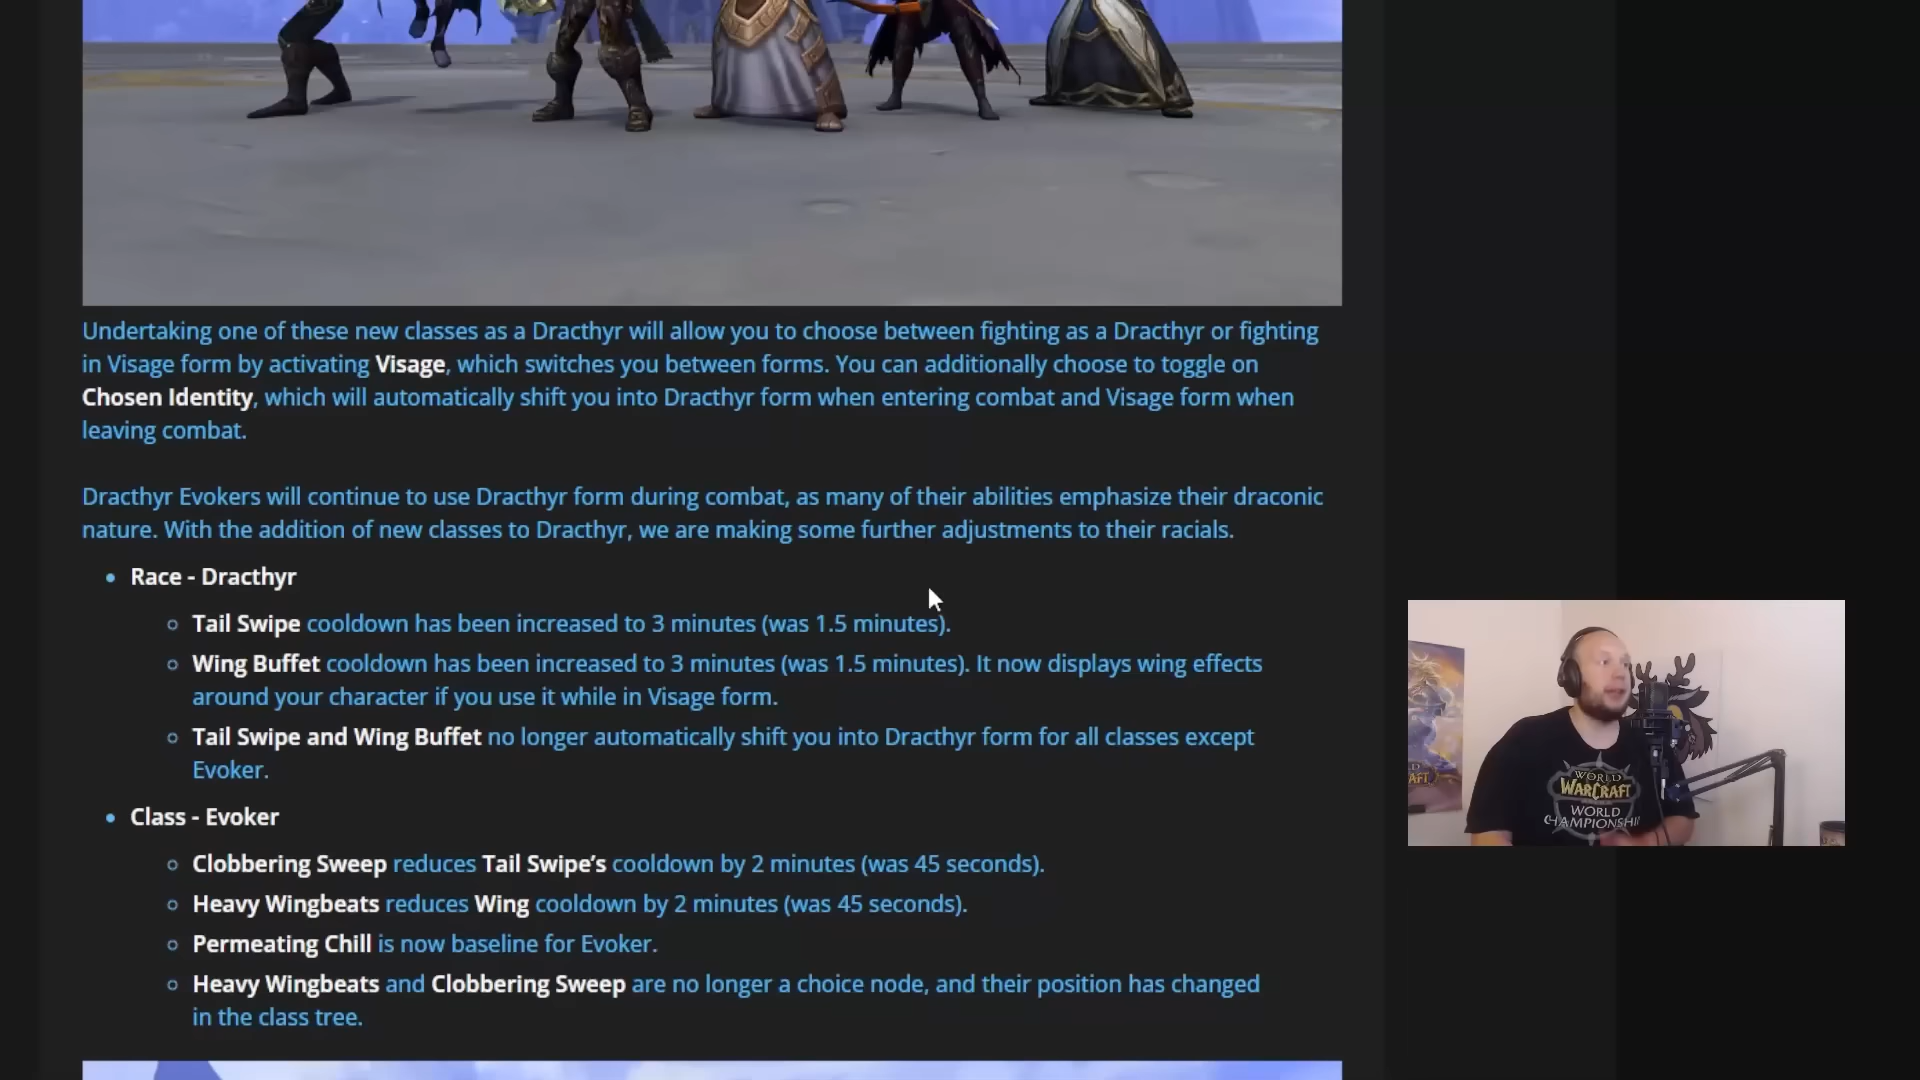 Undertaking one of these new classes as a Dracthyr will allow you to choose between fighting as a Dracthyr or fighting
in Visage form by activating Visage, which switches you between forms. You can additionally choose to toggle on
Chosen Identity, which will automatically shift you into Dracthyr form when entering combat and Visage form when
leaving combat.
Dracthyr Evokers will continue to use Dracthyr form during combat, as many of their abilities emphasize their draconic
nature. With the addition of new classes to Dracthyr, we are making some further adjustments to their racials.
Race - Dracthyr
Tail Swipe cooldown has been increased to 3 minutes (was 1.5 minutes).
Wing Buffet cooldown has been increased to 3 minutes (was 1.5 minutes). It now displays wing effects
around your character if you use it while in Visage form.
Tail Swipe and Wing Buffet no longer automatically shift you into Dracthyr form for all classes except
Evoker.
Class - Evoker
Clobbering Sweep reduces Tail Swipe’s cooldown by 2 minutes (was 45 seconds).
Heavy Wingbeats reduces Wing cooldown by 2 minutes (was 45 seconds).
Permeating Chill is now baseline for Evoker.
Heavy Wingbeats and Clobbering Sweep are no longer a choice node, and their position has changed
in the class tree.
WORLD
WARCRAFT
WORLD
CHAMPIONSHI